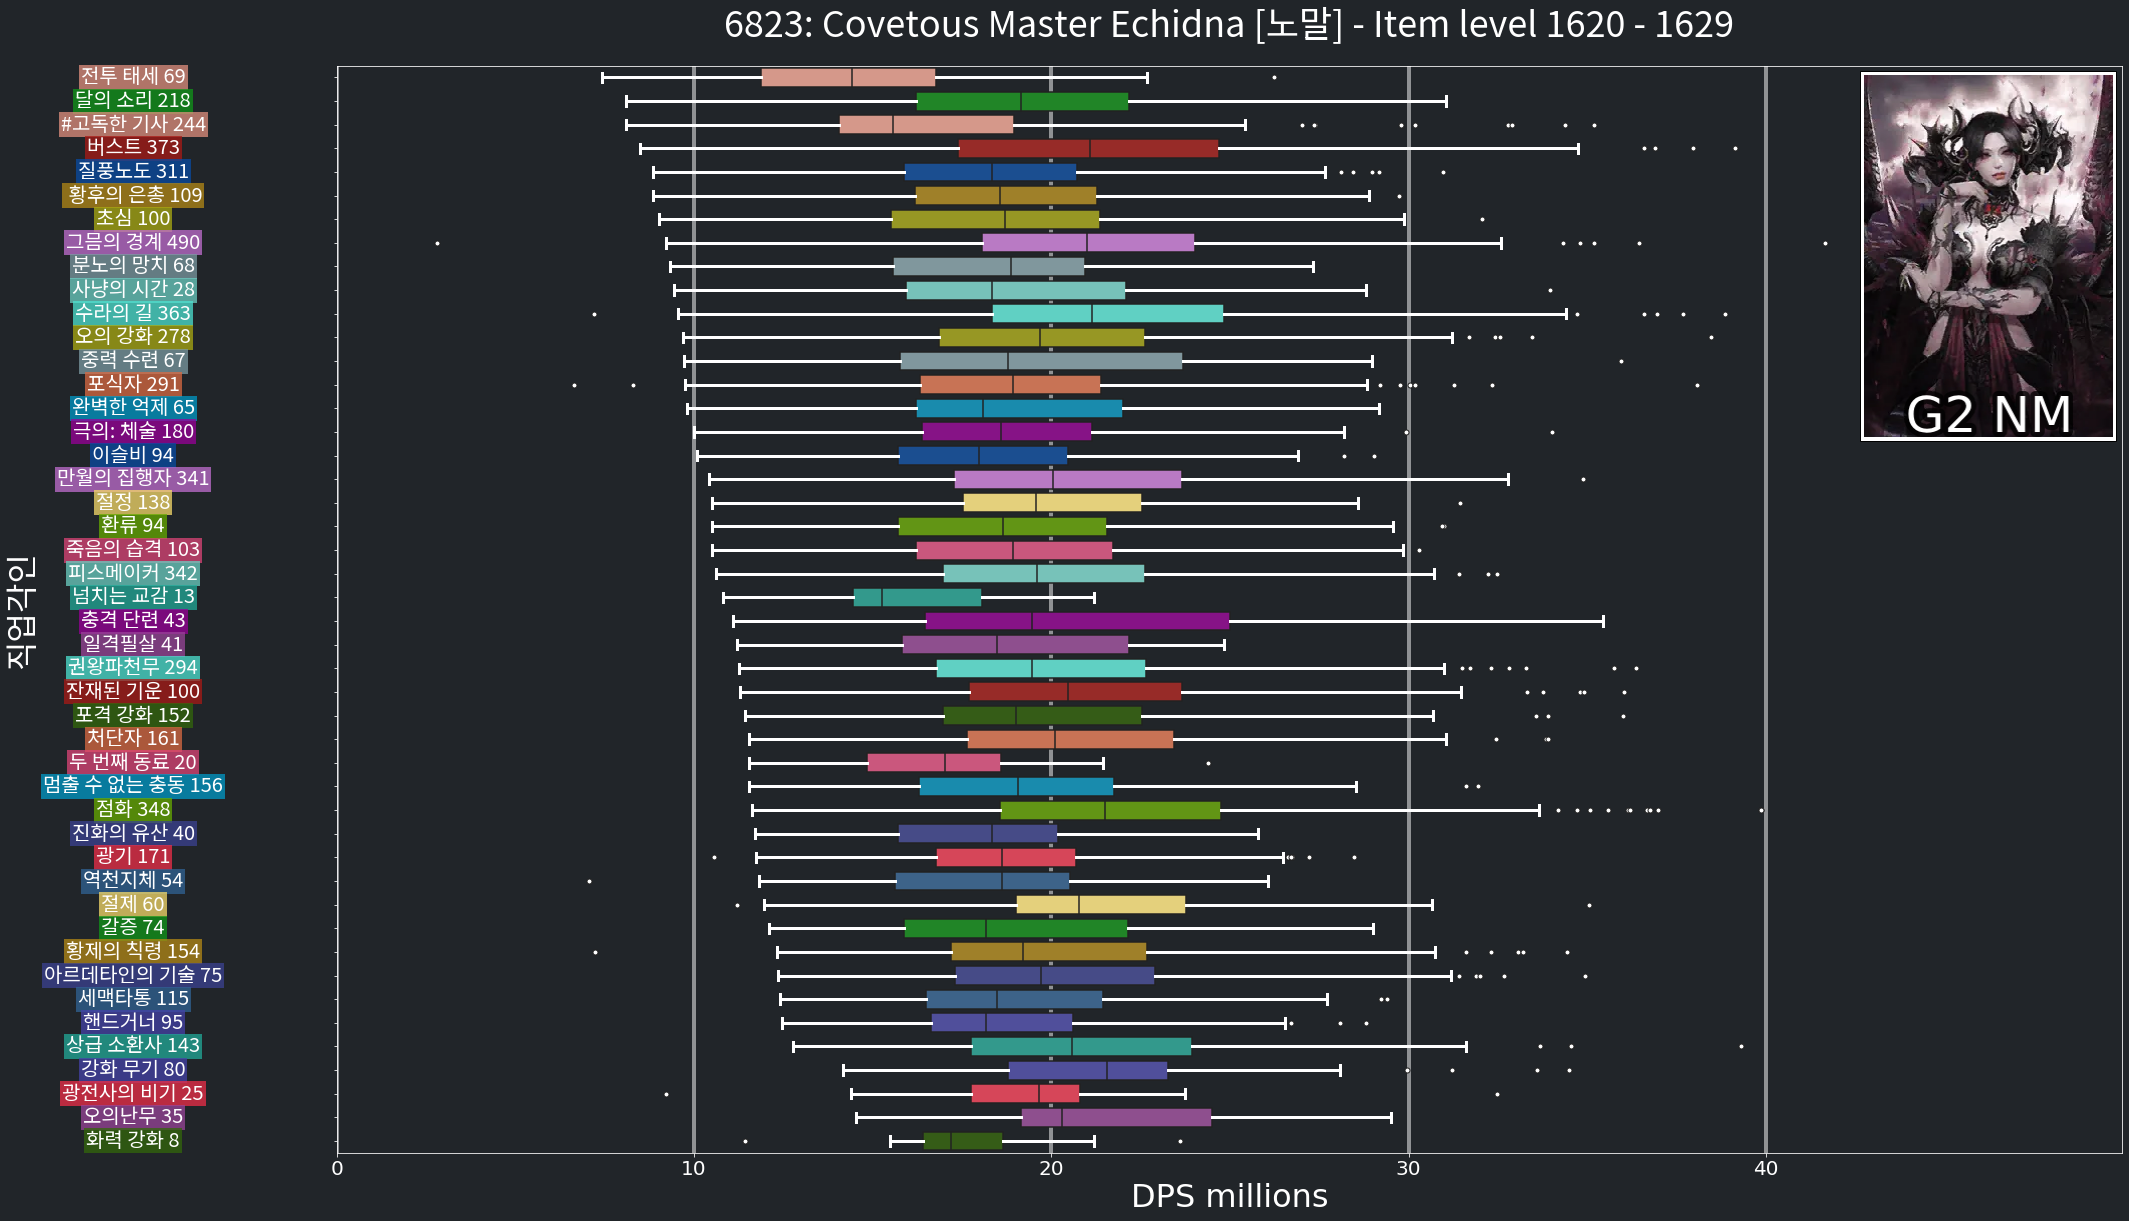 6823: Covetous Master Echidna [노말] - Item level 1620 - 1629
직업각인
전투 태세 69
달의 소리 218
#고독한 기사 244
버스트 373
질풍노도 311
황후의 은총 109
초심 100
그믐의 경계 490
분노의 망치 68
사냥의 시간 28
수라의 길 363
오의 강화 278
중력 수련 67
포식자 291
완벽한 억제 65
극의: 체술 180
이슬비 94
만월의 집행자 341
절정 138
환류 94
죽음의 습격 103
피스메이커 342
넘치는 교감 13
충격 단련 43
일격필살 41
권왕파천무 294
잔재된 기운 100
포격 강화 152
처단자 161
두 번째 동료 20
멈출 수 없는 충동 156
점화 348
진화의 유산 40
광기 171
역천지체 54
절제 60
갈증 74
황제의 칙령 154
아르데타인의 기술 75
세맥타통 115
핸드거너 95
상급 소환사 143
강화 무기 80
광전사의 비기 25
오의난무 35
화력 강화 8
G2 NM
0 10 20 30 40
DPS millions